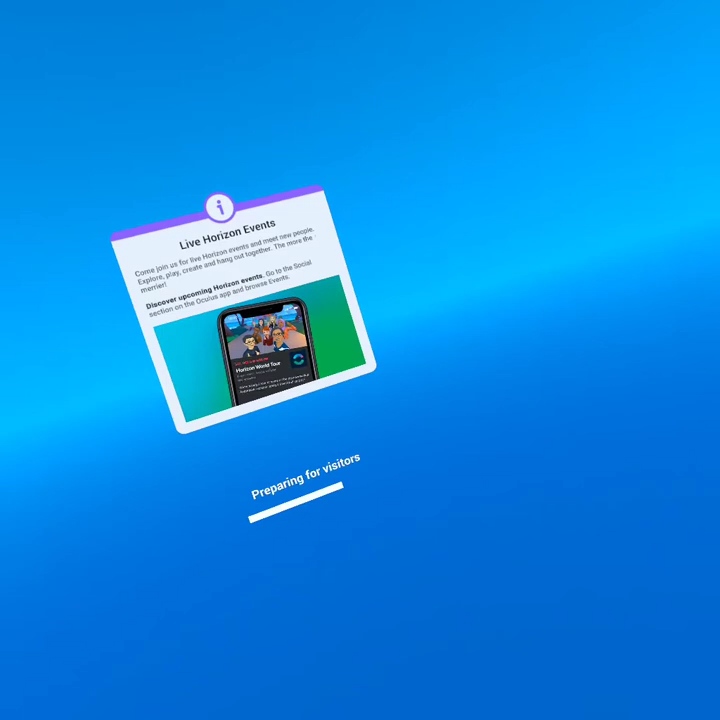 Live Horizon Events
Come join us for live Horizon events and meet new people.
Explore, play, create and hang out together. The more the
merrier!
Discover upcoming Horizon events. Go to the Social
section on the Oculus app and browse Events.
Horizon World Tour
Preparing for visitors